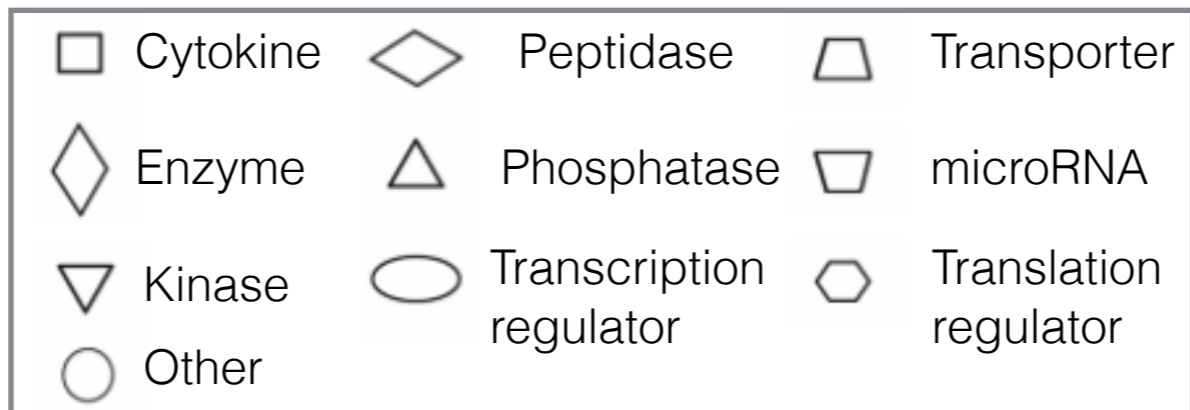 Cytokine Peptidase Transporter
Enzyme Phosphatase microRNA
Kinase Transcription regulator Translation regulator
Other